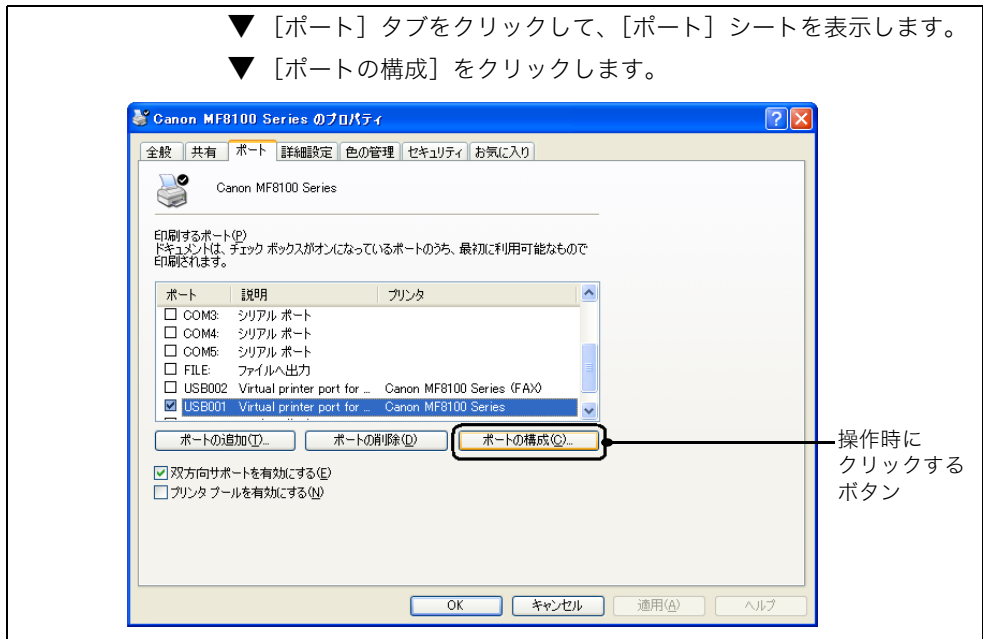 ▼ ［ポート］タブをクリックして、［ポート］シートを表示します。
▼ ［ポートの構成］をクリックします。
Canon MF8100 Series のプロパティ
全般 共有 ポート 詳細設定 色の管理 セキュリティ お気に入り
Canon MF8100 Series
印刷するポート(P)
ドキュメントは、チェック ボックスがオンになっているポートのうち、最初に利用可能なもので
印刷されます。
ポート 説明 プリンタ
COM3: シリアル ポート
COM4: シリアル ポート
COM5: シリアル ポート
FILE: ファイルへ出力
USB002 Virtual printer port for ... Canon MF8100 Series (FAX)
USB001 Virtual printer port for ... Canon MF8100 Series
ポートの追加(T)... ポートの削除(D) ポートの構成(C)...
操作時に
クリックする
ボタン
双方向サポートを有効にする(E)
プリンタ プールを有効にする(N)
OK キャンセル 適用(A) ヘルプ